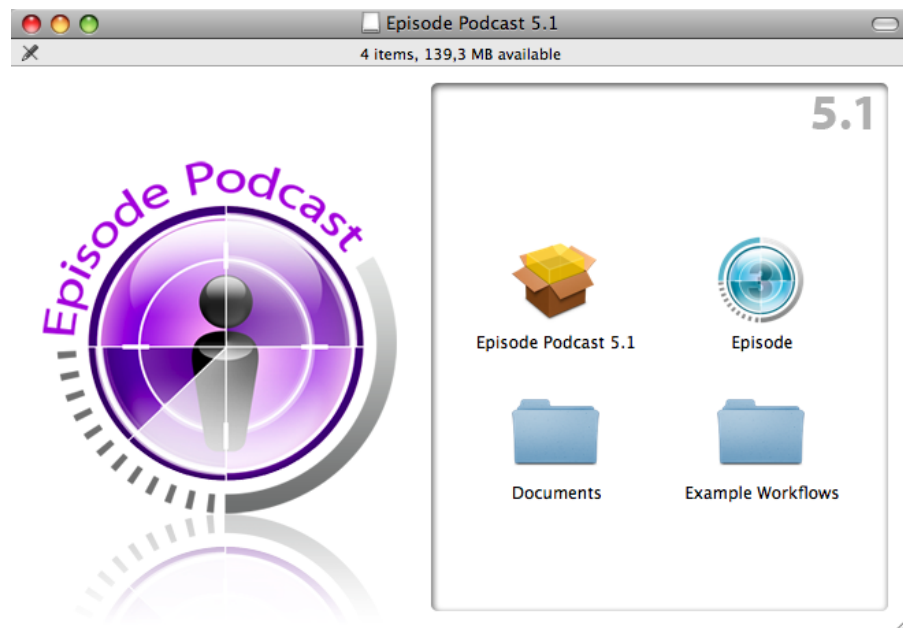 Episode Podcast 5.1
4 items, 139,3 MB available
Episode Podcast
5.1
3
Episode Podcast 5.1
Episode
Documents
Example Workflows